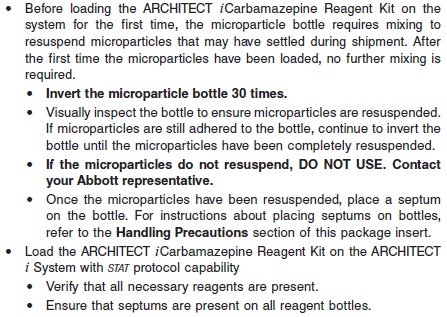 • Before loading the ARCHITECT iCarbamazepine Reagent Kit on the
system for the first time, the microparticle bottle requires mixing to
resuspend microparticles that may have settled during shipment. After
the first time the microparticles have been loaded, no further mixing is
required.
• Invert the microparticle bottle 30 times.
• Visually inspect the bottle to ensure microparticles are resuspended.
If microparticles are still adhered to the bottle, continue to invert the
bottle until the microparticles have been completely resuspended.
• If the microparticles do not resuspend, DO NOT USE. Contact
your Abbott representative.
• Once the microparticles have been resuspended, place a septum
on the bottle. For instructions about placing septums on bottles,
refer to the Handling Precautions section of this package insert.
• Load the ARCHITECT iCarbamazepine Reagent Kit on the ARCHITECT
i System with STAT protocol capability
• Verify that all necessary reagents are present.
• Ensure that septums are present on all reagent bottles.